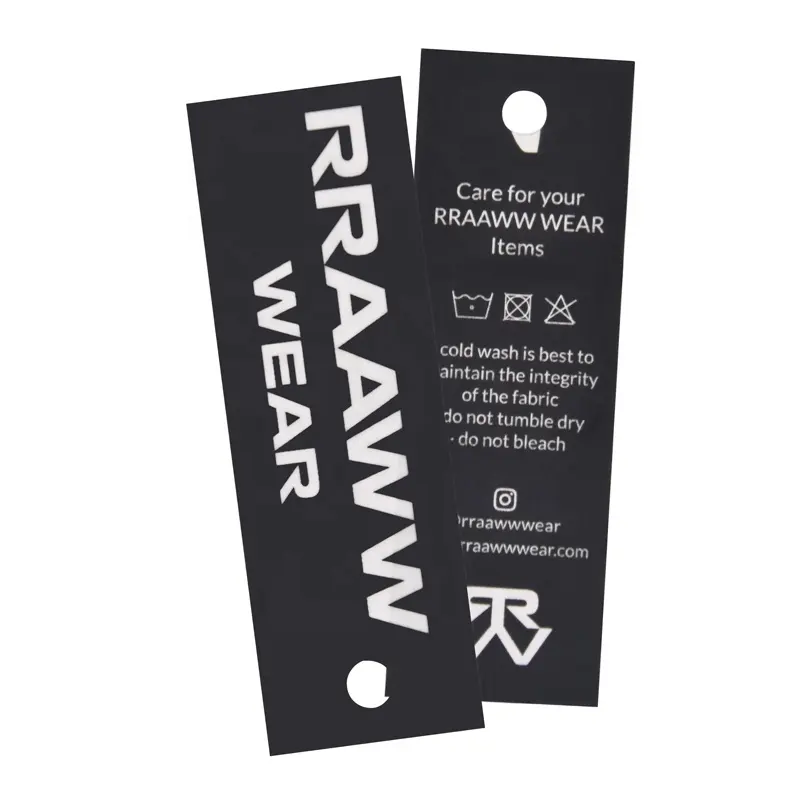 RRAAWW
WEAR
Care for your
RRAAWW WEAR
Items
cold wash is best to
aintain the integrity
of the fabric
do not tumble dry
- do not bleach
rraawwwear
rraawwwear.com
RW